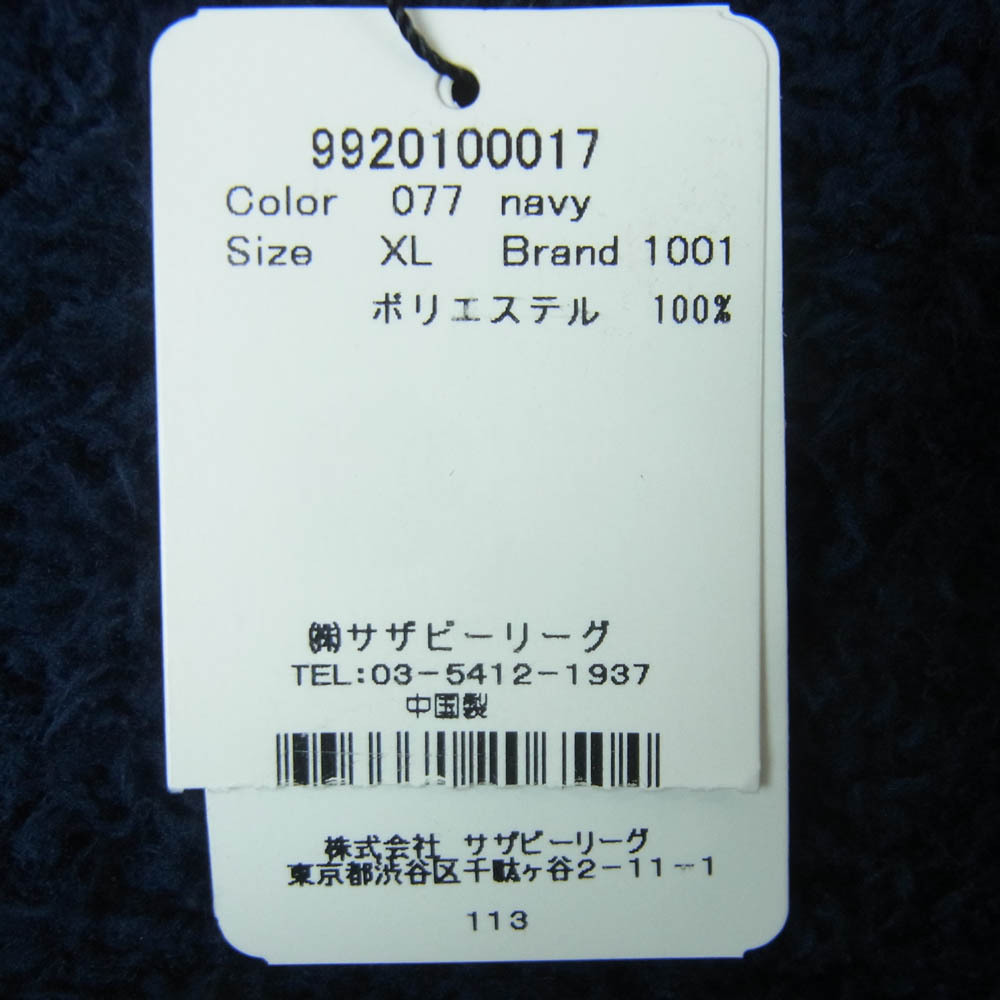 9920100017
Color 077 navy
Size XL Brand 1001
ポリエステル 100%
㈱サザビーリーグ
TEL:03-5412-1937
中国製
株式会社 サザビーリーグ
東京都渋谷区千駄ヶ谷2-11-1
113